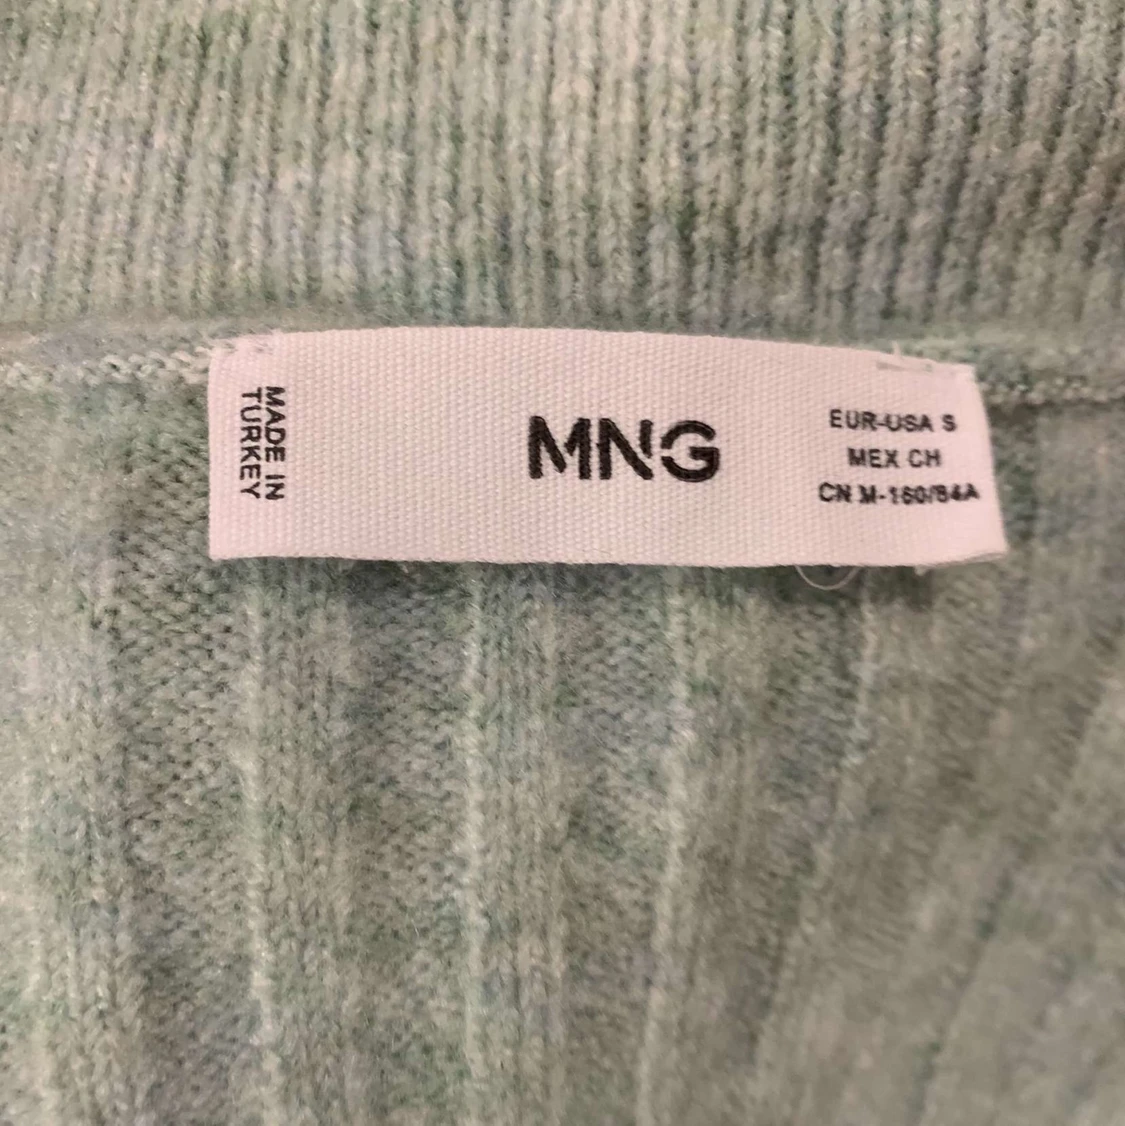 MADE IN
TURKEY
MNG
EUR-USA S
MEX CH
CN M-160/84A